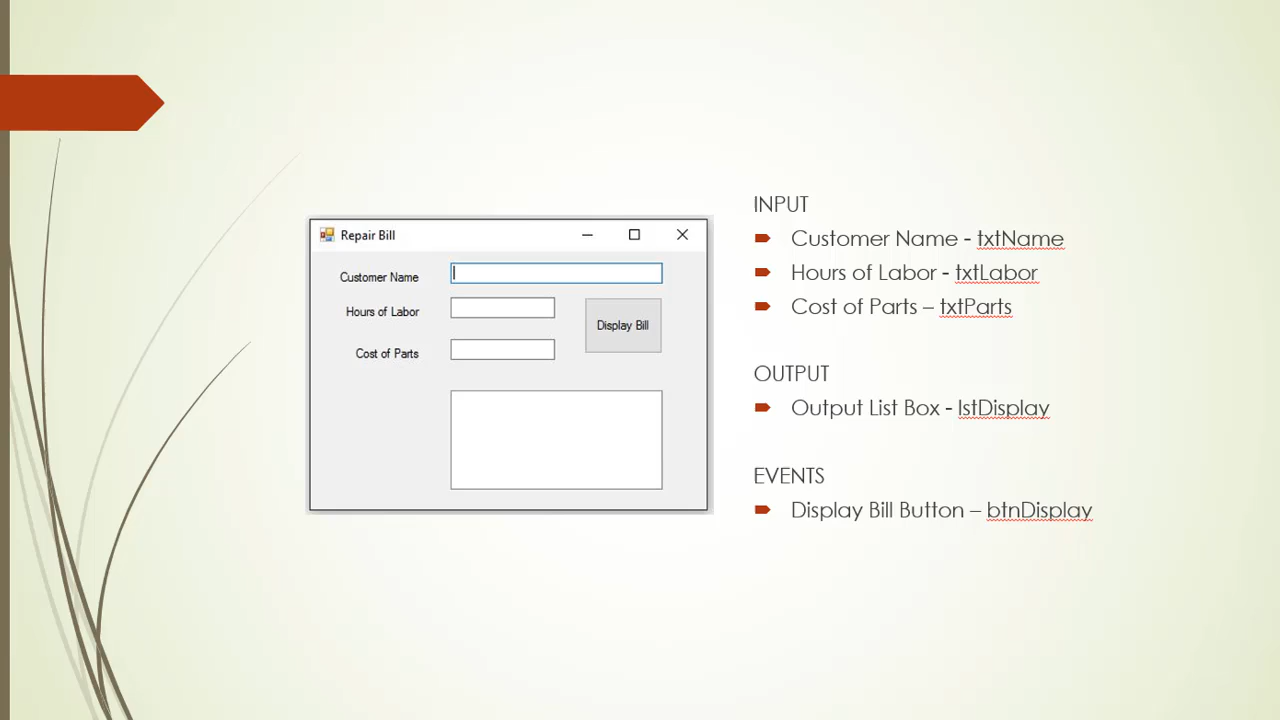 Repair Bill
Customer Name
Hours of Labor
Display Bill
Cost of Parts
INPUT
Customer Name - txtName
Hours of Labor - txtLabor
Cost of Parts – txtParts
OUTPUT
Output List Box - lstDisplay
EVENTS
Display Bill Button – btnDisplay